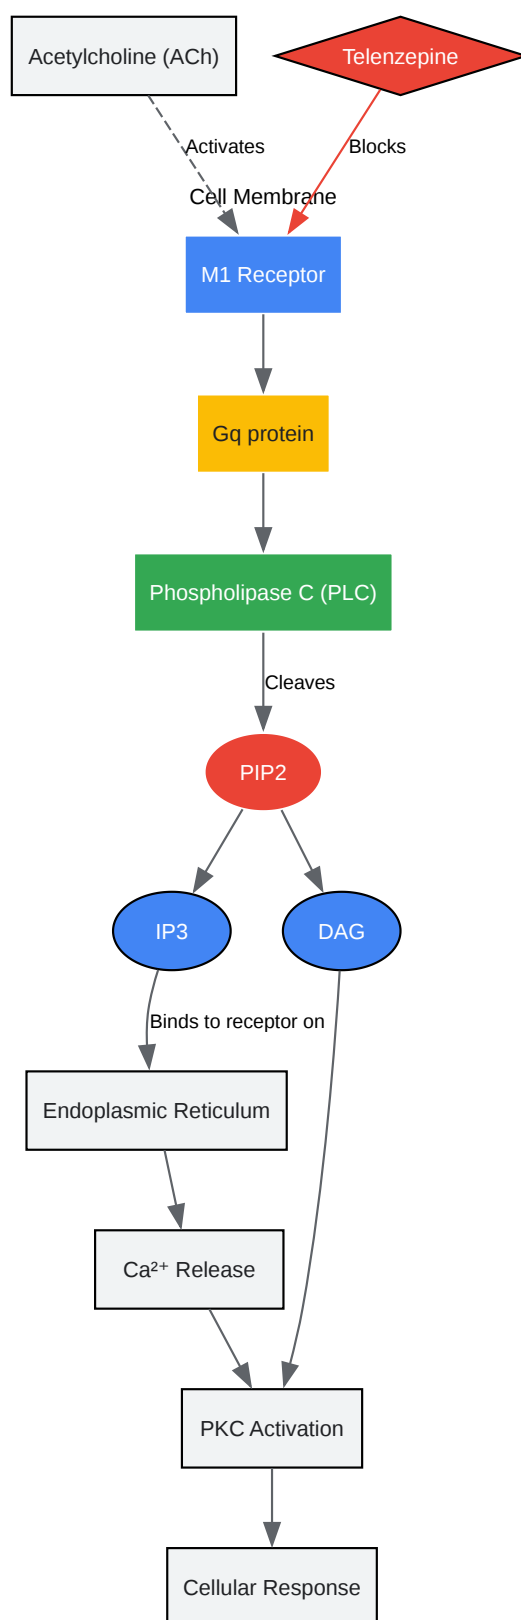 Acetylcholine (ACh)
Telenzepine
Activates
Blocks
Cell Membrane
M1 Receptor
Gq protein
Phospholipase C (PLC)
Cleaves
PIP2
IP3
DAG
Binds to receptor on
Endoplasmic Reticulum
Ca²⁺ Release
PKC Activation
Cellular Response